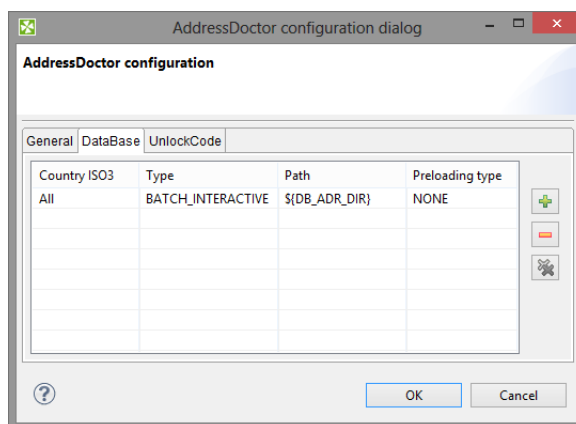 AddressDoctor configuration dialog
AddressDoctor configuration
General DataBase UnlockCode
Country ISO3 Type Path Preloading type
All BATCH_INTERACTIVE ${DB_ADR_DIR} NONE
? OK Cancel